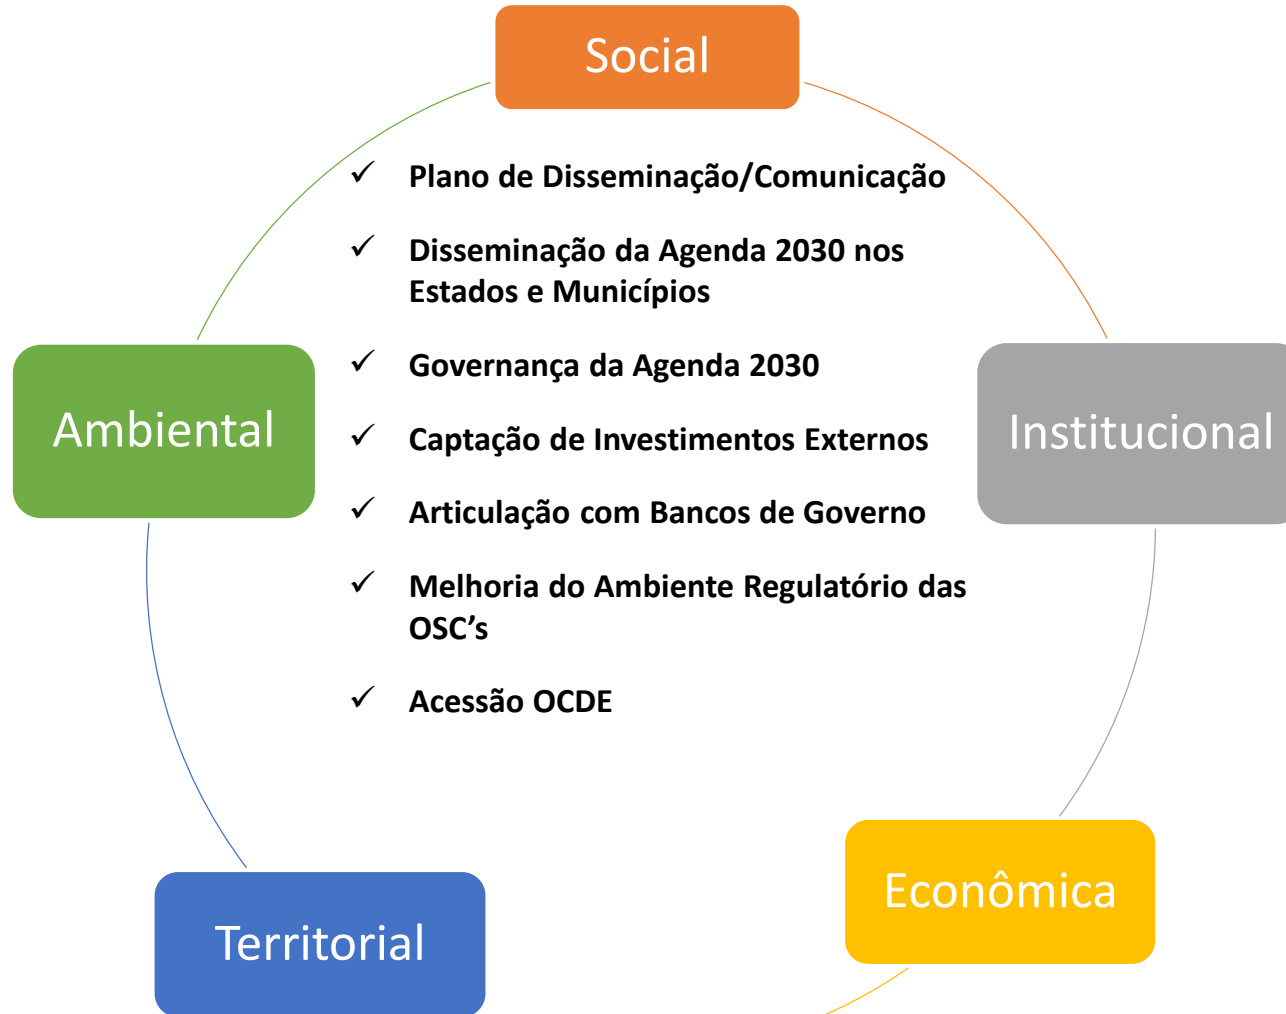 Social
Plano de Disseminação/Comunicação
Disseminação da Agenda 2030 nos
Estados e Municípios
Governança da Agenda 2030
Ambiental
Institucional
Captação de Investimentos Externos
Articulação com Bancos de Governo
Melhoria do Ambiente Regulatório das
OSC’s
Acessão OCDE
Econômica
Territorial